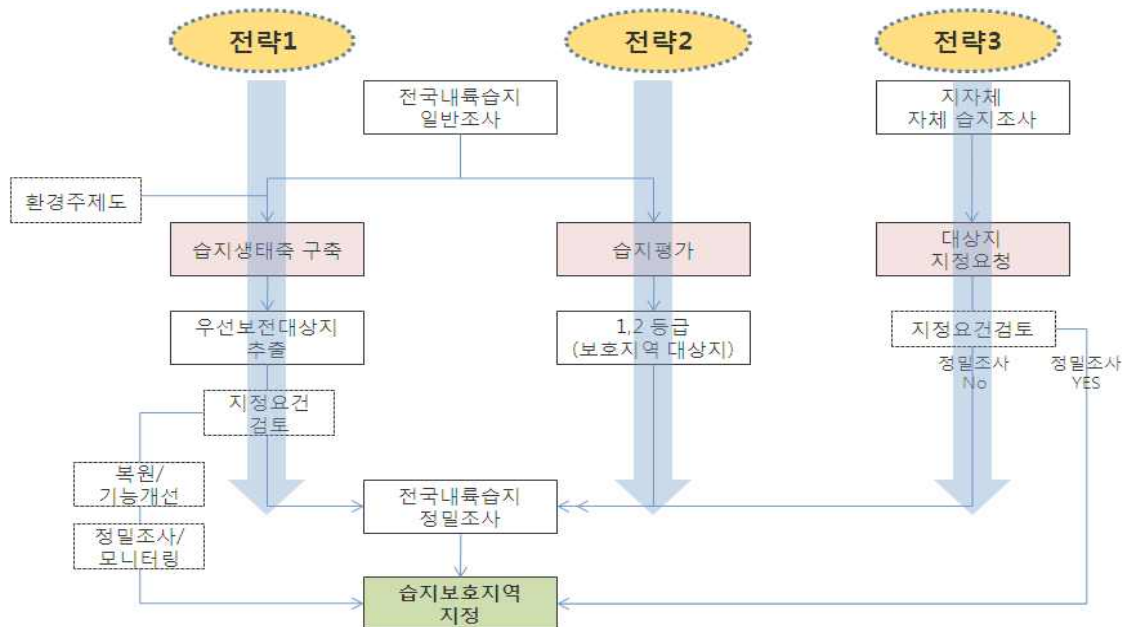 전략1
전략2
전략3
전국내륙습지
일반조사
지자체
자체 습지조사
환경주제도
습지생태축 구축
습지평가
대상지
지정요청
우선보전대상지
추출
1,2 등급
(보호지역 대상지)
지정요건검토
정밀조사
No
정밀조사
YES
지정요건
검토
복원/
기능개선
전국내륙습지
정밀조사
정밀조사/
모니터링
습지보호지역
지정